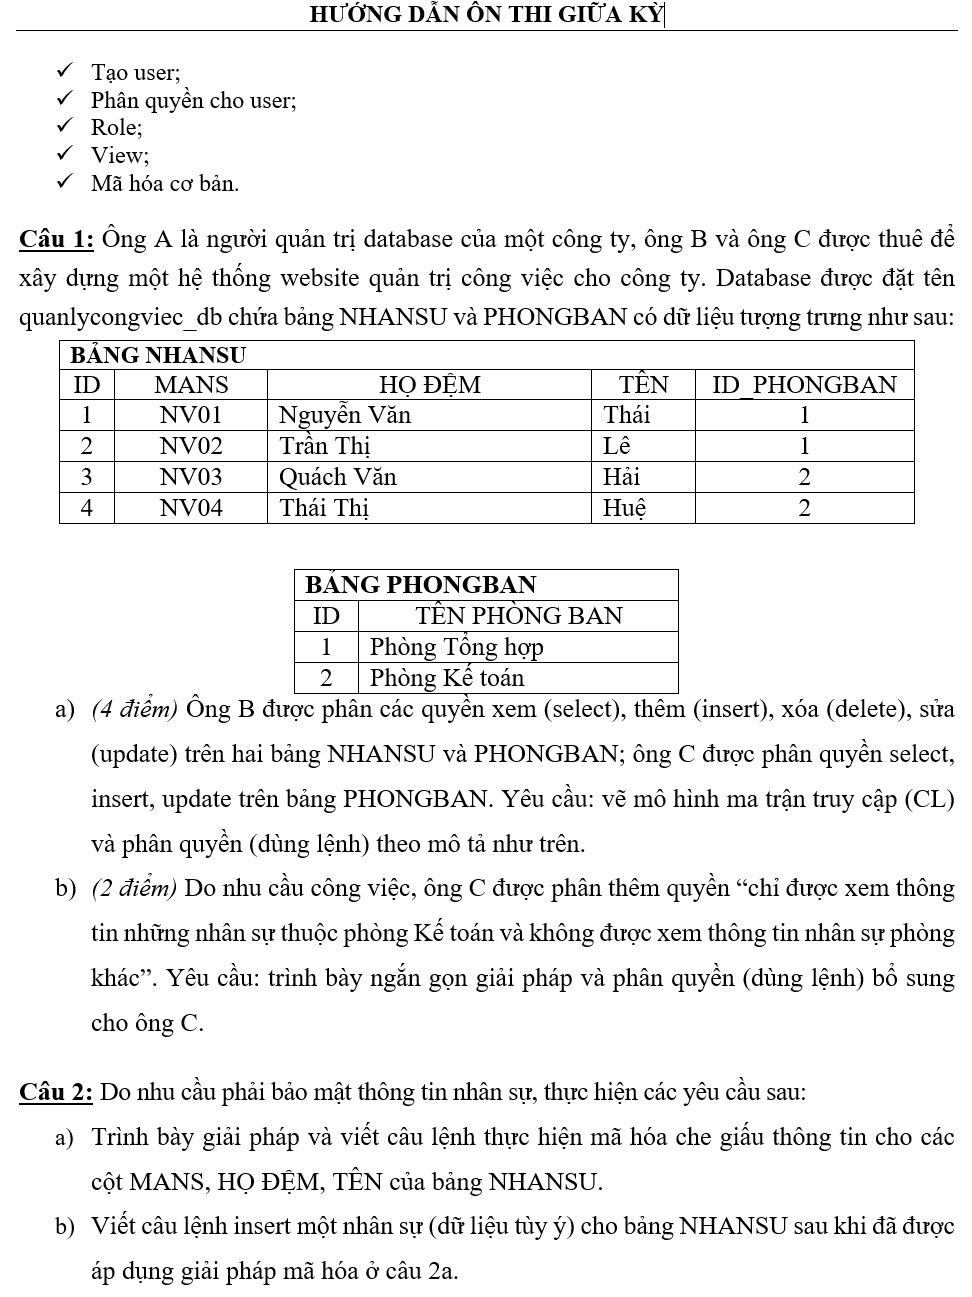 HƯỚNG DẪN ÔN THI GIỮA KỲ
✓ Tạo user;
✓ Phân quyền cho user;
✓ Role;
✓ View;
✓ Mã hóa cơ bản.
Câu 1: Ông A là người quản trị database của một công ty, ông B và ông C được thuê để
xây dựng một hệ thống website quản trị công việc cho công ty. Database được đặt tên
quanlycongviec_db chứa bảng NHANSU và PHONGBAN có dữ liệu tượng trưng như sau:
BẢNG NHANSU
ID MANS HỌ ĐỆM TÊN ID_PHONGBAN
1 NV01 Nguyễn Văn Thái 1
2 NV02 Trần Thị Lê 1
3 NV03 Quách Văn Hải 2
4 NV04 Thái Thị Huệ 2
BẢNG PHONGBAN
ID TÊN PHÒNG BAN
1 Phòng Tổng hợp
2 Phòng Kế toán
a) (4 điểm) Ông B được phân các quyền xem (select), thêm (insert), xóa (delete), sửa
(update) trên hai bảng NHANSU và PHONGBAN; ông C được phân quyền select,
insert, update trên bảng PHONGBAN. Yêu cầu: vẽ mô hình ma trận truy cập (CL)
và phân quyền (dùng lệnh) theo mô tả như trên.
b) (2 điểm) Do nhu cầu công việc, ông C được phân thêm quyền “chỉ được xem thông
tin những nhân sự thuộc phòng Kế toán và không được xem thông tin nhân sự phòng
khác”. Yêu cầu: trình bày ngắn gọn giải pháp và phân quyền (dùng lệnh) bổ sung
cho ông C.
Câu 2: Do nhu cầu phải bảo mật thông tin nhân sự, thực hiện các yêu cầu sau:
a) Trình bày giải pháp và viết câu lệnh thực hiện mã hóa che giấu thông tin cho các
cột MANS, HỌ ĐỆM, TÊN của bảng NHANSU.
b) Viết câu lệnh insert một nhân sự (dữ liệu tùy ý) cho bảng NHANSU sau khi đã được
áp dụng giải pháp mã hóa ở câu 2a.